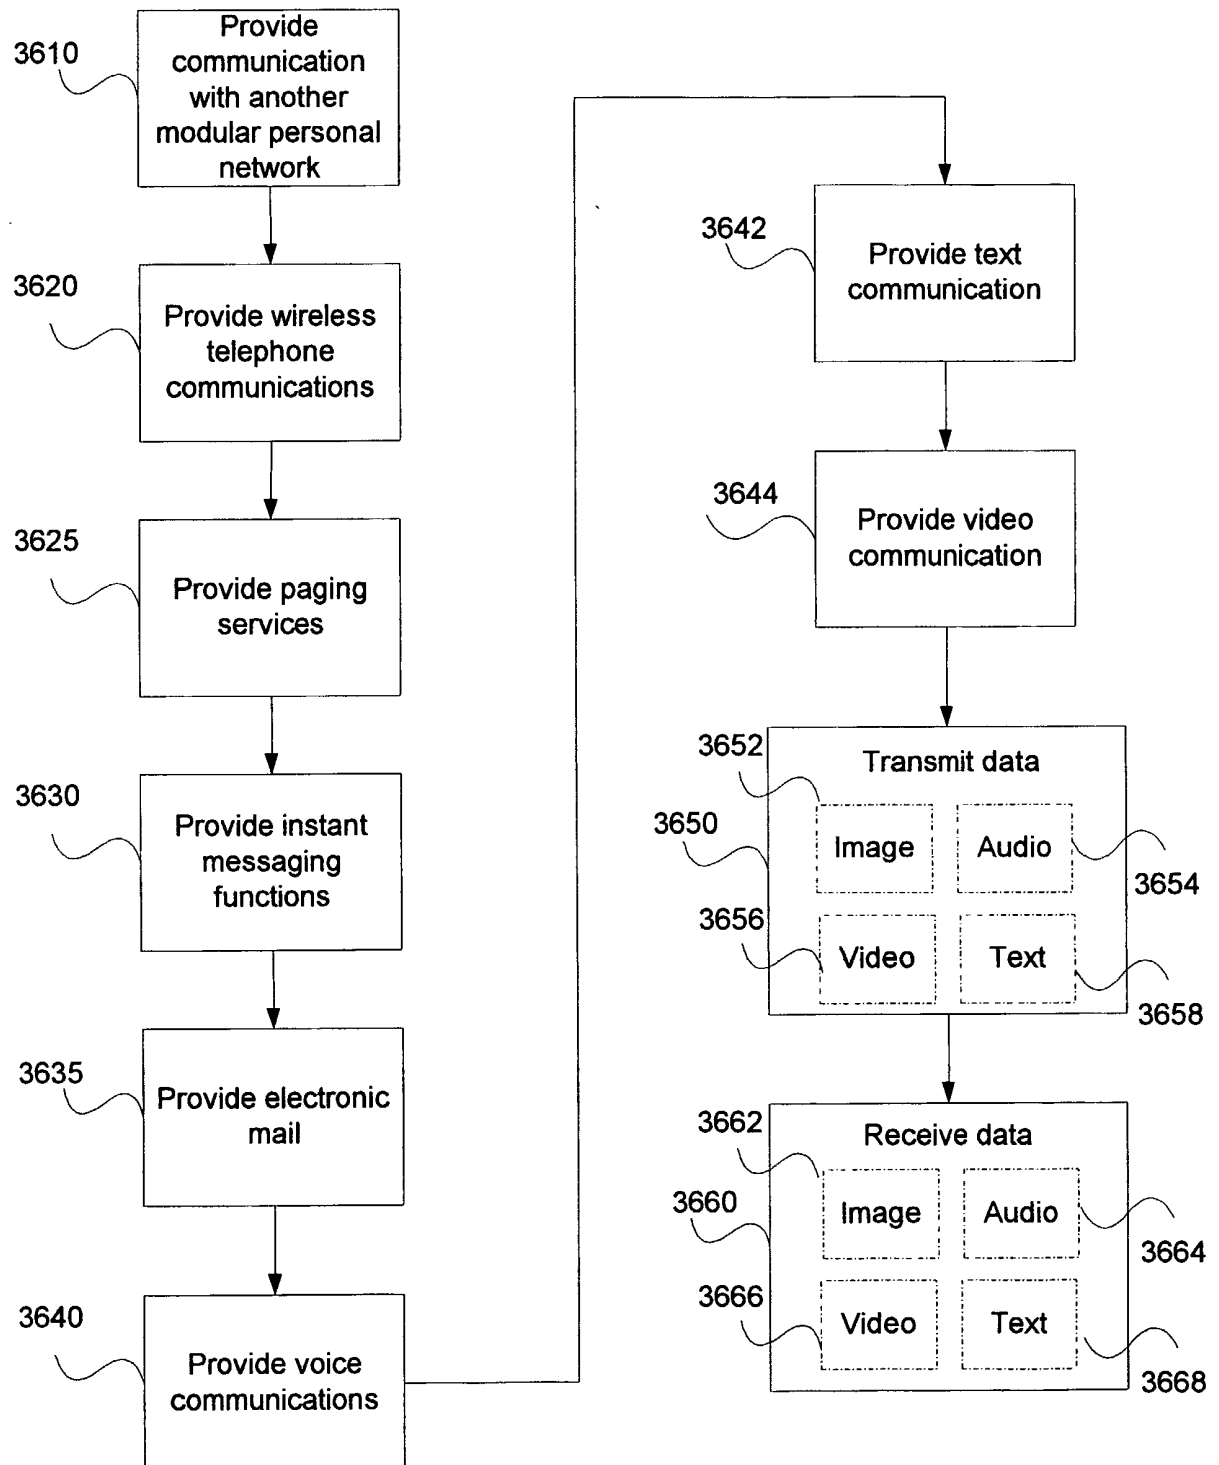 3610
Provide
communication
with another
modular personal
network
3620
Provide wireless
telephone
communications
3625
Provide paging
services
3630
Provide instant
messaging
functions
3635
Provide electronic
mail
3640
Provide voice
communications
3642
Provide text
communication
3644
Provide video
communication
3650
Transmit data
3652
Image
Audio
3654
3656
Video
Text
3658
3660
Receive data
3662
Image
Audio
3664
3666
Video
Text
3668